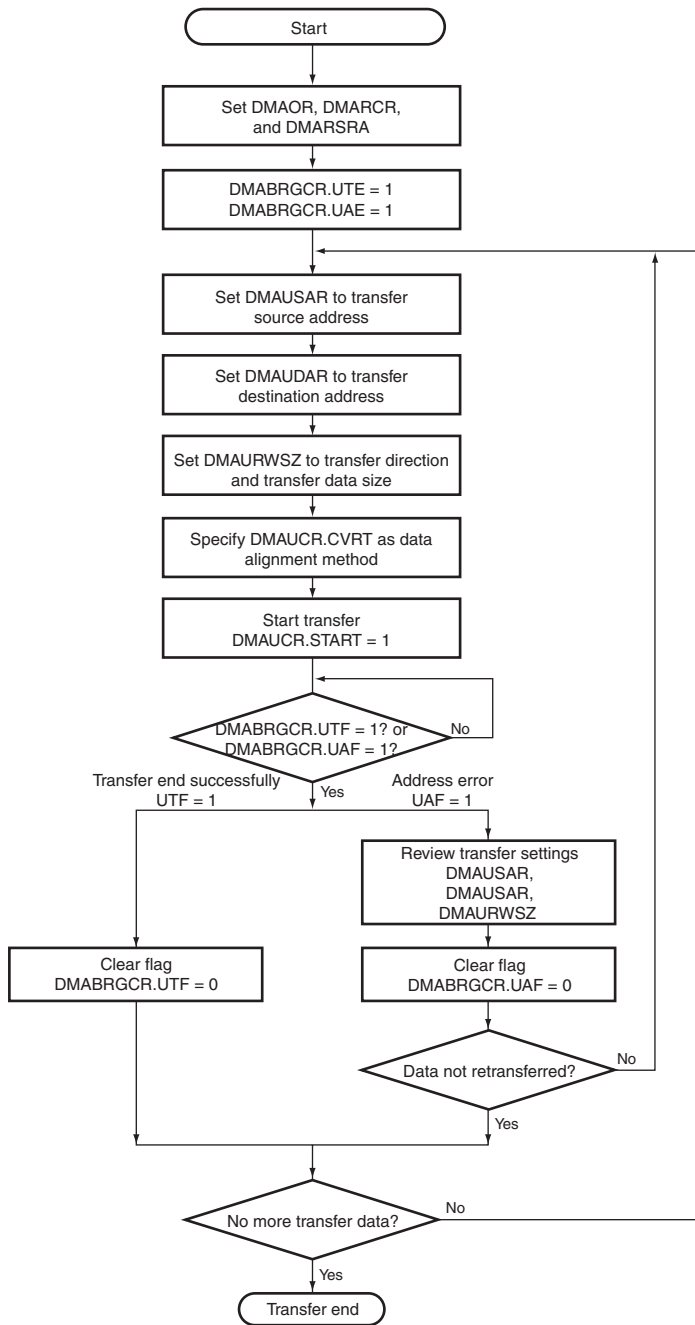 Start
Set DMAOR, DMARCR,
and DMARSRA
DMABRGCR.UTE = 1
DMABRGCR.UAE = 1
Set DMAUSAR to transfer
source address
Set DMAUDAR to transfer
destination address
Set DMAURWSZ to transfer direction
and transfer data size
Specify DMAUCR.CVRT as data
alignment method
Start transfer
DMAUCR.START = 1
DMABRGCR.UTF = 1? or
DMABRGCR.UAF = 1?
No
Yes
Transfer end successfully
UTF = 1
Address error
UAF = 1
Review transfer settings
DMAUSAR,
DMAUSAR,
DMAURWSZ
Clear flag
DMABRGCR.UTF = 0
Clear flag
DMABRGCR.UAF = 0
Data not retransferred?
No
Yes
No more transfer data?
No
Yes
Transfer end